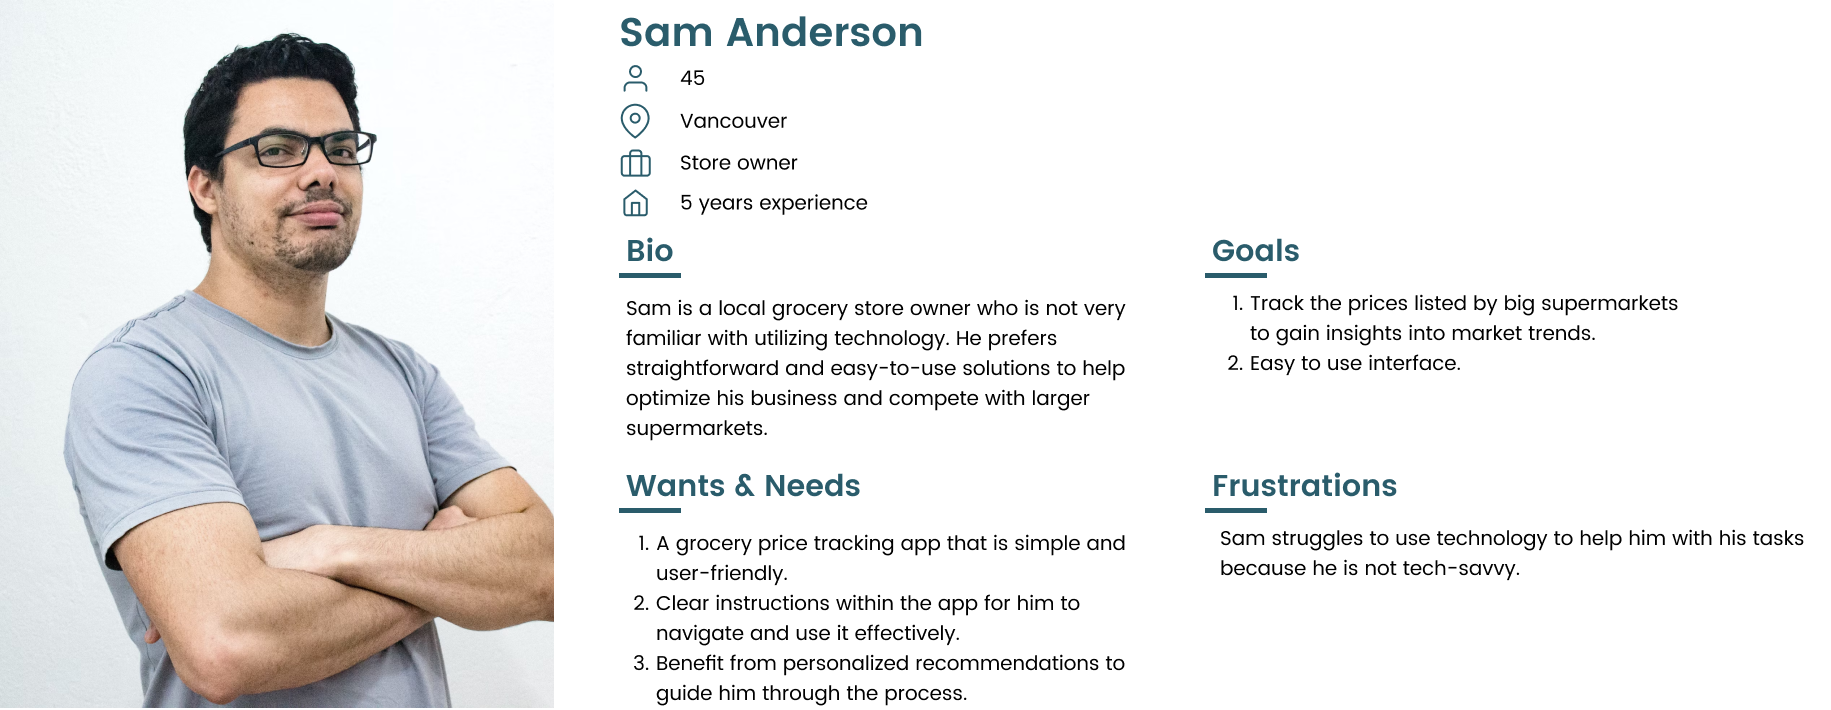 Sam Anderson
45
Vancouver
Store owner
5 years experience
Bio
Sam is a local grocery store owner who is not very
familiar with utilizing technology. He prefers
straightforward and easy-to-use solutions to help
optimize his business and compete with larger
supermarkets.
Goals
1. Track the prices listed by big supermarkets
to gain insights into market trends.
2. Easy to use interface.
Wants & Needs
1. A grocery price tracking app that is simple and
user-friendly.
2. Clear instructions within the app for him to
navigate and use it effectively.
3. Benefit from personalized recommendations to
guide him through the process.
Frustrations
Sam struggles to use technology to help him with his tasks
because he is not tech-savvy.